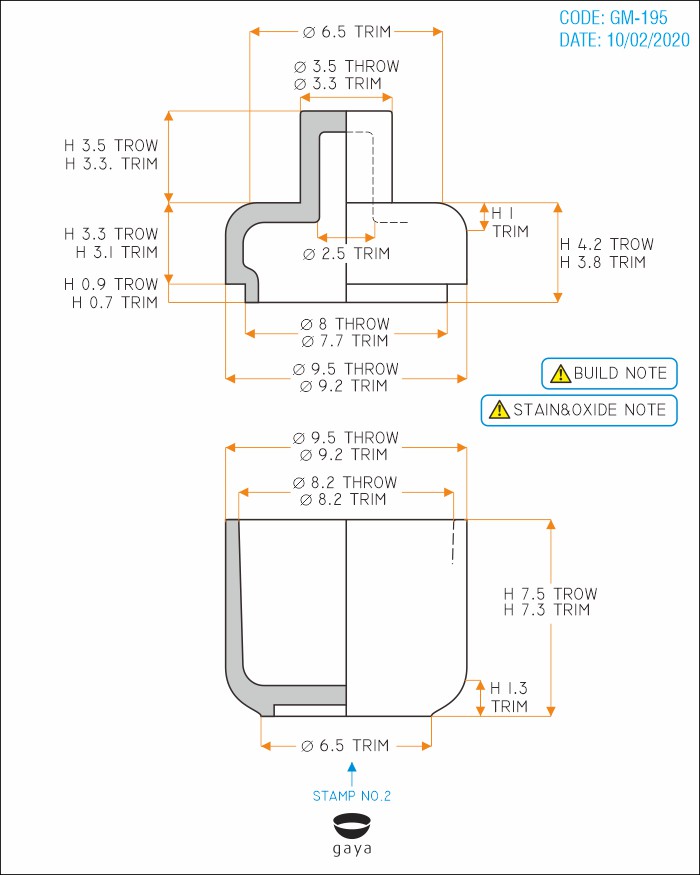 CODE: GM-195
DATE: 10/02/2020
Ø 6.5 TRIM
Ø 3.5 THROW
Ø 3.3 TRIM
H 3.5 TROW
H 3.3. TRIM
H 1
TRIM
H 3.3 TROW
H 3.1 TRIM
H 4.2 TROW
H 3.8 TRIM
Ø 2.5 TRIM
H 0.9 TROW
H 0.7 TRIM
Ø 8 THROW
Ø 7.7 TRIM
Ø 9.5 THROW
Ø 9.2 TRIM
BUILD NOTE
STAIN&OXIDE NOTE
Ø 9.5 THROW
Ø 9.2 TRIM
Ø 8.2 THROW
Ø 8.2 TRIM
H 7.5 TROW
H 7.3 TRIM
H 1.3
TRIM
Ø 6.5 TRIM
STAMP NO.2
gaya